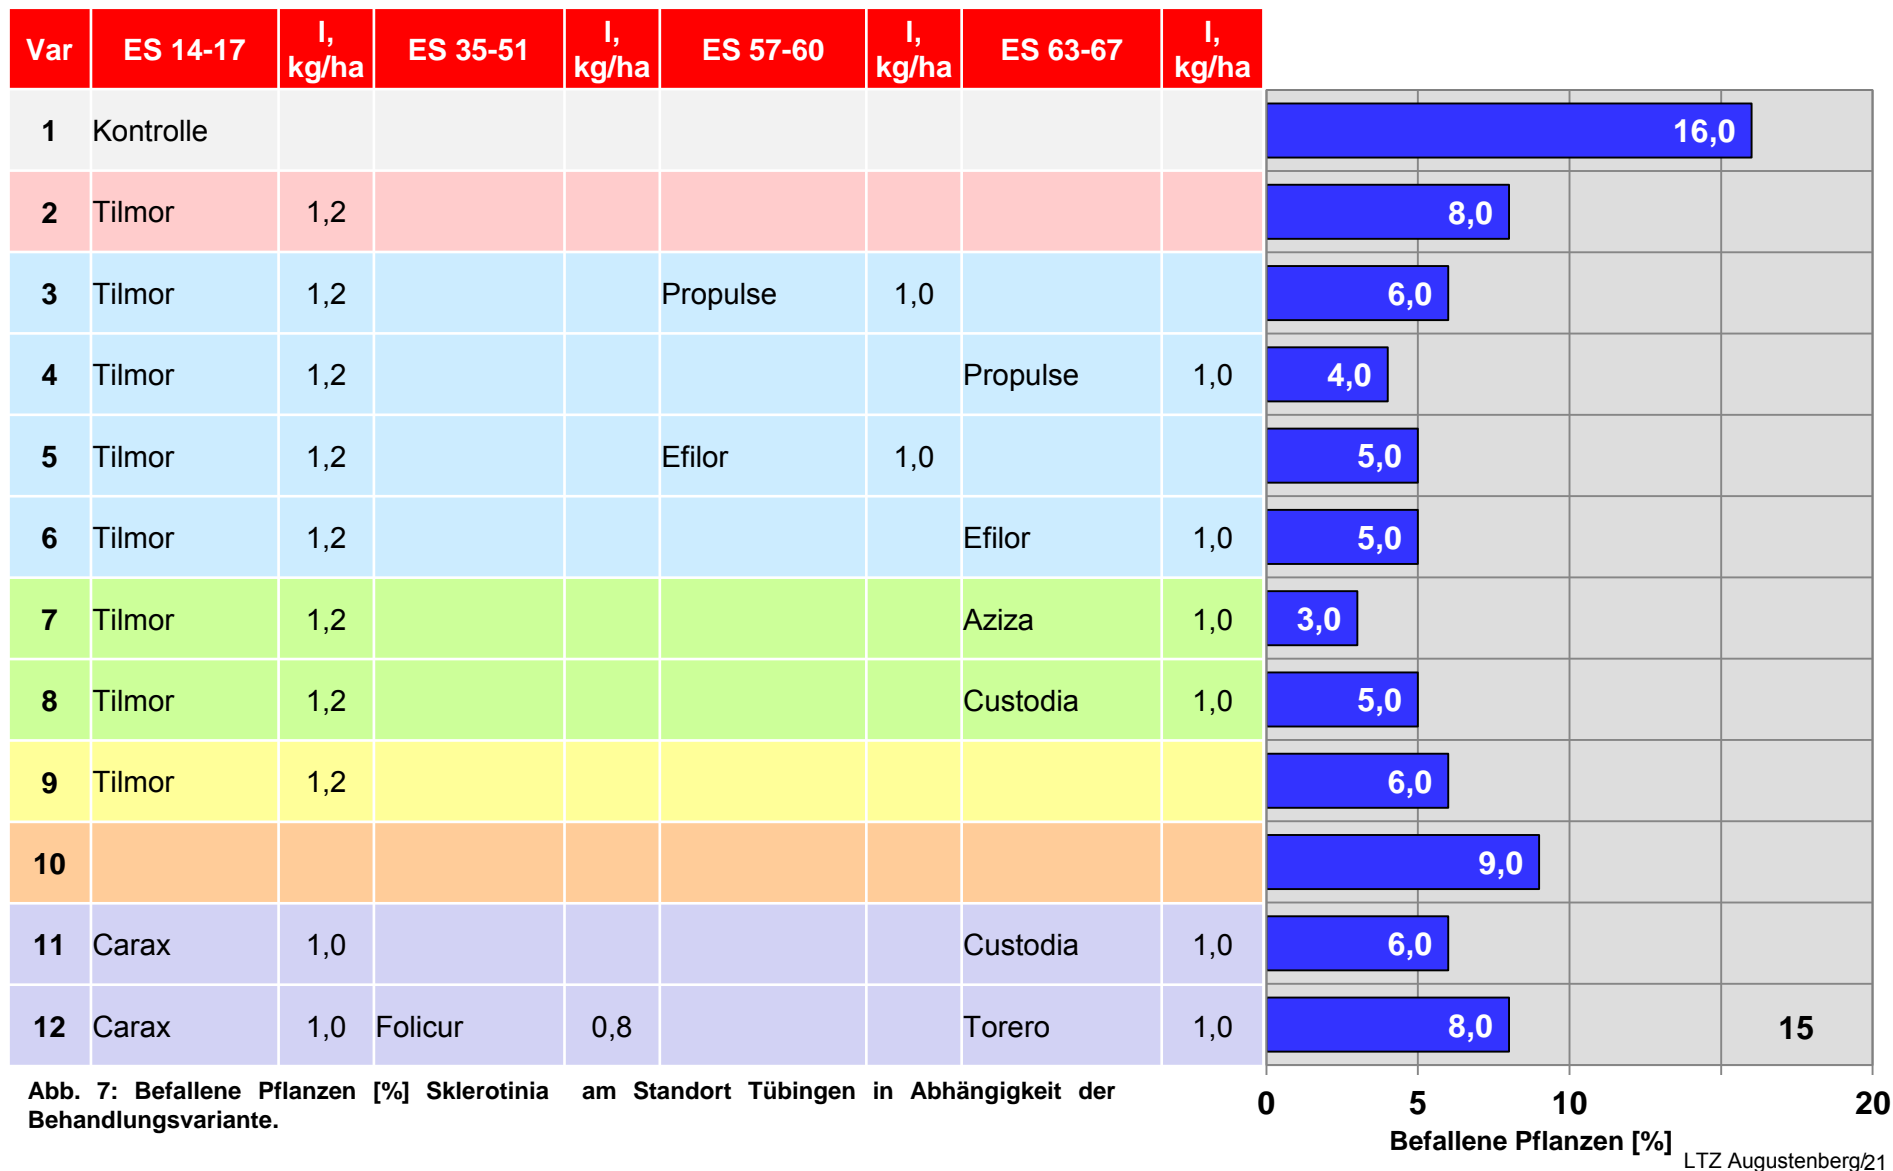 Var ES 14-17 l, kg/ha ES 35-51 l, kg/ha ES 57-60 l, kg/ha ES 63-67 l, kg/ha
1 Kontrolle 16,0
2 Tilmor 1,2 8,0
3 Tilmor 1,2 Propulse 1,0 6,0
4 Tilmor 1,2 Propulse 1,0 4,0
5 Tilmor 1,2 Efilor 1,0 5,0
6 Tilmor 1,2 Efilor 1,0 5,0
7 Tilmor 1,2 Aziza 1,0 3,0
8 Tilmor 1,2 Custodia 1,0 5,0
9 Tilmor 1,2 6,0
10 9,0
11 Carax 1,0 Custodia 1,0 6,0
12 Carax 1,0 Folicur 0,8 Torero 1,0 8,0 15
0 5 10 20
Befallene Pflanzen [%]
Abb. 7: Befallene Pflanzen [%] Sklerotinia am Standort Tübingen in Abhängigkeit der
Behandlungsvariante.
LTZ Augustenberg/21